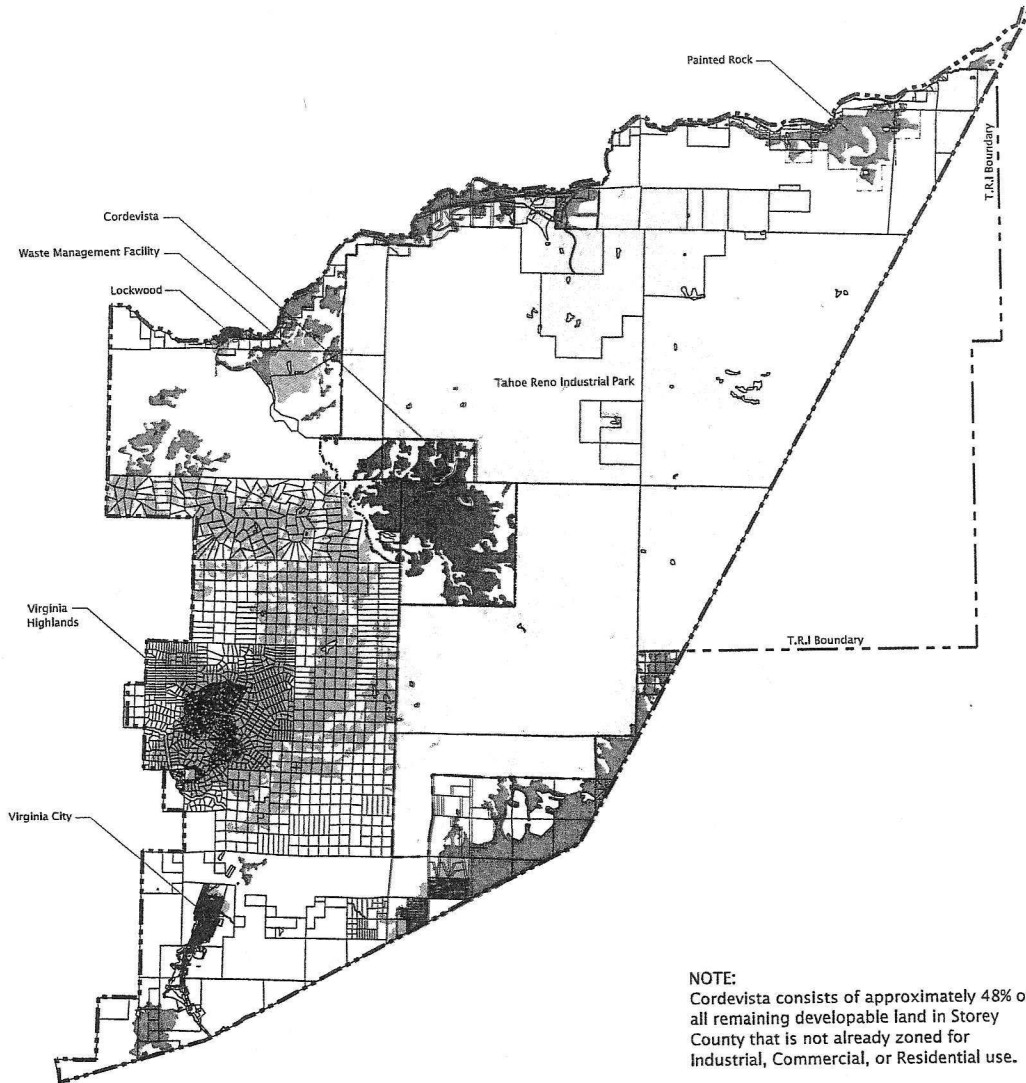 Painted Rock
T.R.I Boundary
Cordevista
Waste Management Facility
Lockwood
Tahoe Reno Industrial Park
Virginia
Highlands
T.R.I Boundary
Virginia City
NOTE:
Cordevista consists of approximately 48% o
all remaining developable land in Storey
County that is not already zoned for
Industrial, Commercial, or Residential use.